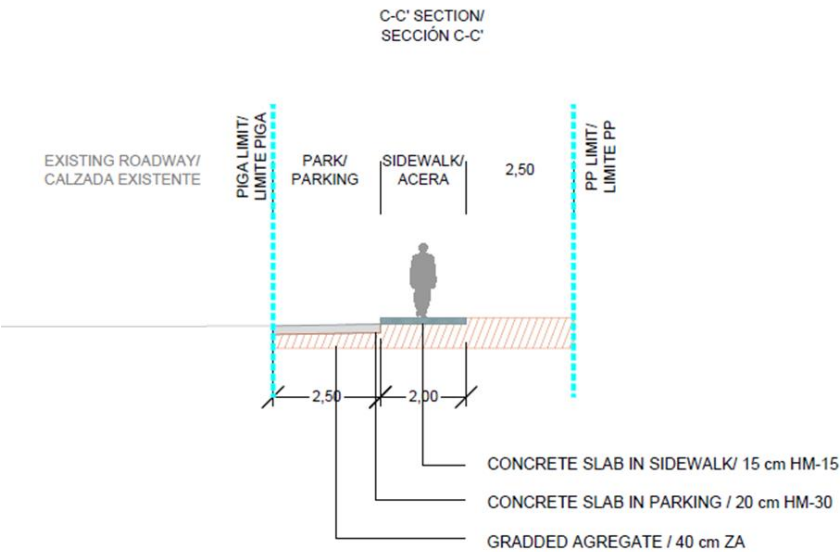 C-C' SECTION/
SECCIÓN C-C'
EXISTING ROADWAY/
CALZADA EXISTENTE
PIGA LIMIT/
LIMITE PIGA
PARK/
PARKING
SIDEWALK/
ACERA
2,50
PP LIMIT/
LIMITE PP
2,50
2,00
CONCRETE SLAB IN SIDEWALK/ 15 cm HM-15
CONCRETE SLAB IN PARKING / 20 cm HM-30
GRADDED AGREGATE / 40 cm ZA